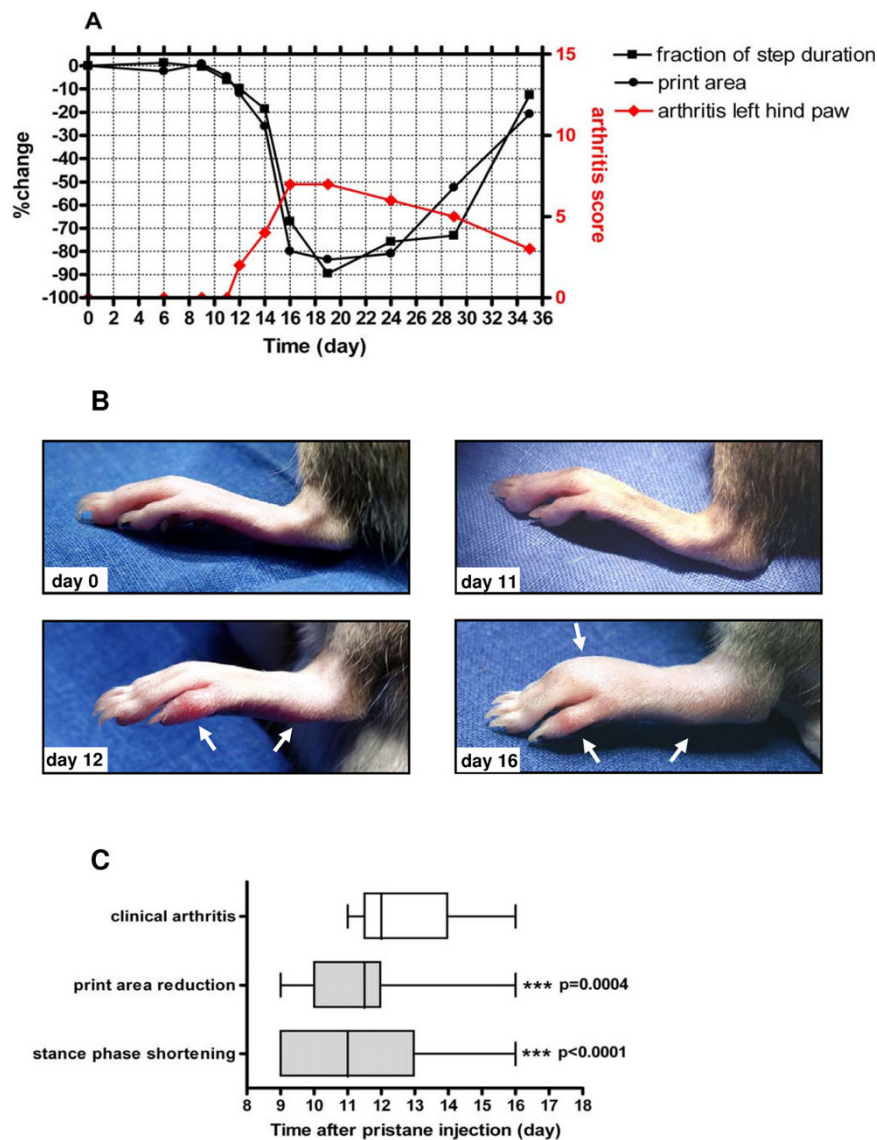 A
0
-10
-20
-30
-40
-50
-60
-70
-80
-90
-100
%change
0 2 4 6 8 10 12 14 16 18 20 22 24 26 28 30 32 34 36
Time (day)
15
10
5
0
arthritis score
fraction of step duration
print area
arthritis left hind paw
B
day 0
day 11
day 12
day 16
C
clinical arthritis
print area reduction
*** p=0.0004
stance phase shortening
*** p<0.0001
8 9 10 11 12 13 14 15 16 17 18
Time after pristane injection (day)